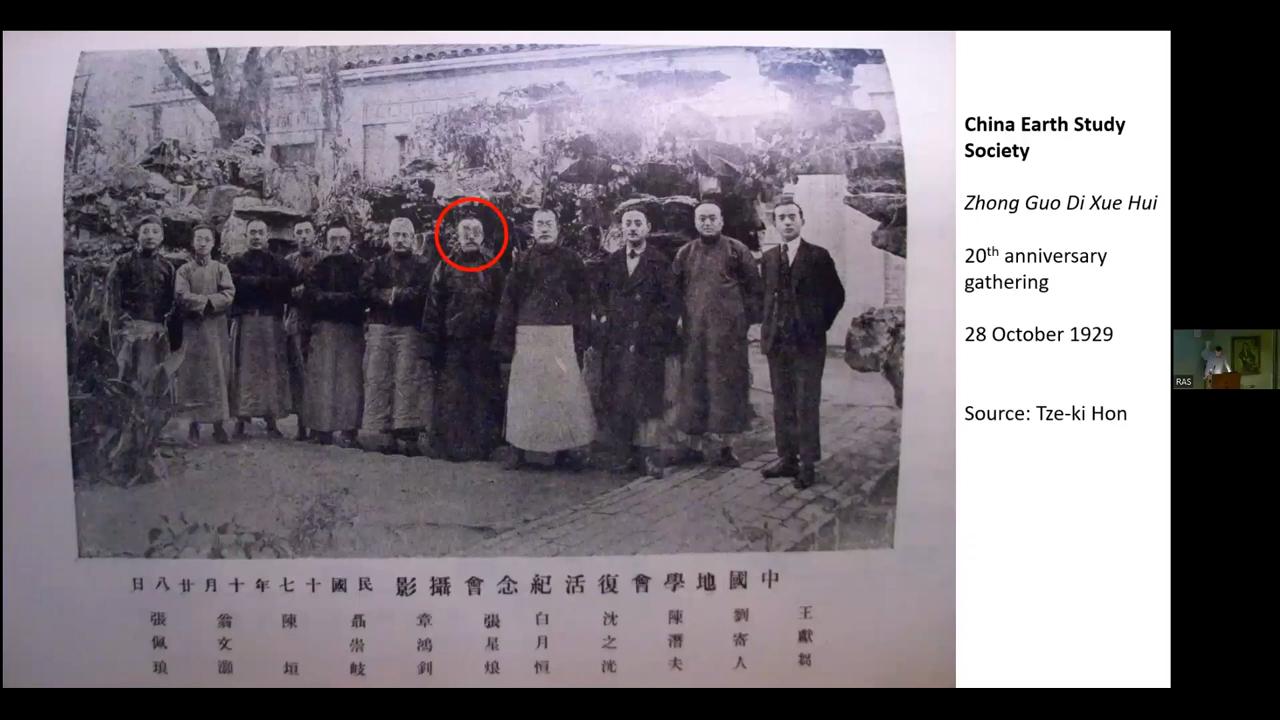 China Earth Study
Society
Zhong Guo Di Xue Hui
20th anniversary
gathering
28 October 1929
Source: Tze-ki Hon
中國地學會復活紀念會攝影 民國十七年十月廿八日
王獻
劉寄人
陳潛夫
沈之
白月恒
張星烺
章鴻釗
聶崇岐
陳垣
翁文灝
張佩
RAS